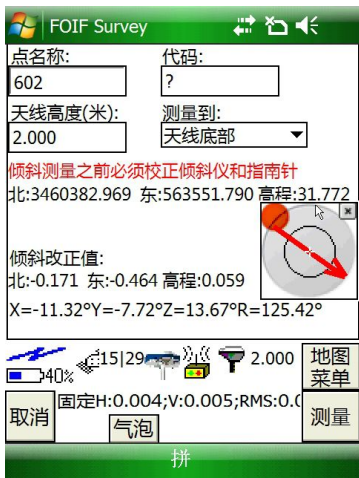 FOIF Survey
点名称: 代码:
602 ?
天线高度(米): 测量到:
2.000 天线底部
倾斜测量之前必须校正倾斜仪和指南针
北:3460382.969 东:563551.790 高程:31.772
倾斜改正值:
北:-0.171 东:-0.464 高程:0.059
X=-11.32°Y=-7.72°Z=13.67°R=125.42°
40% 15|29 2.000 地图
菜单
取消 固定H:0.004;V:0.005;RMS:0.0 测量
气泡
拼